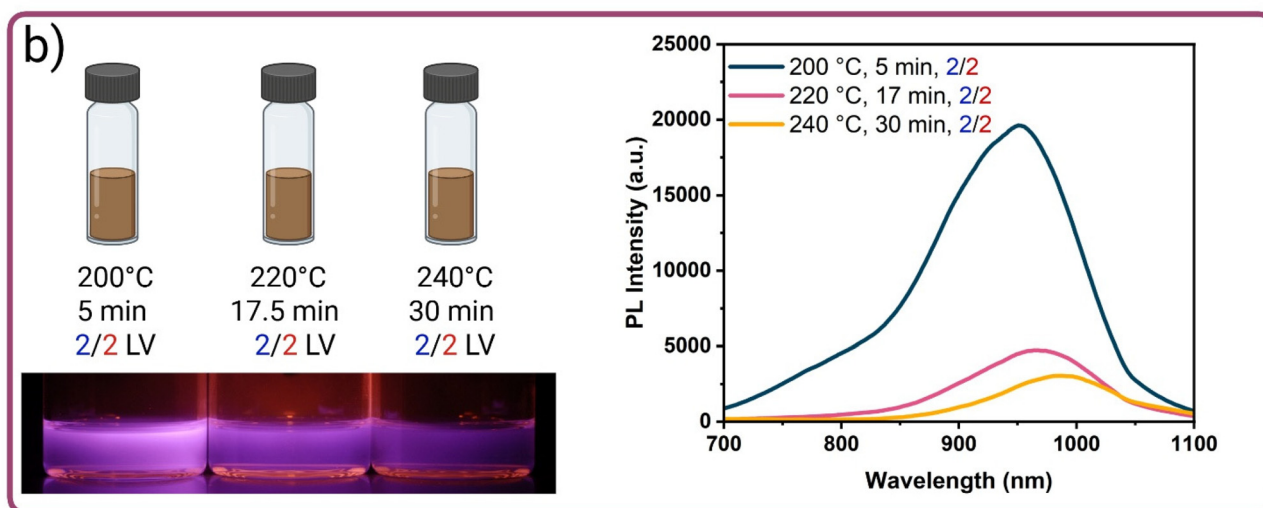 b)
200°C
5 min
2/2 LV
220°C
17.5 min
2/2 LV
240°C
30 min
2/2 LV
25000
20000
15000
10000
5000
0
PL Intensity (a.u.)
200 °C, 5 min, 2/2
220 °C, 17 min, 2/2
240 °C, 30 min, 2/2
700 800 900 1000 1100
Wavelength (nm)